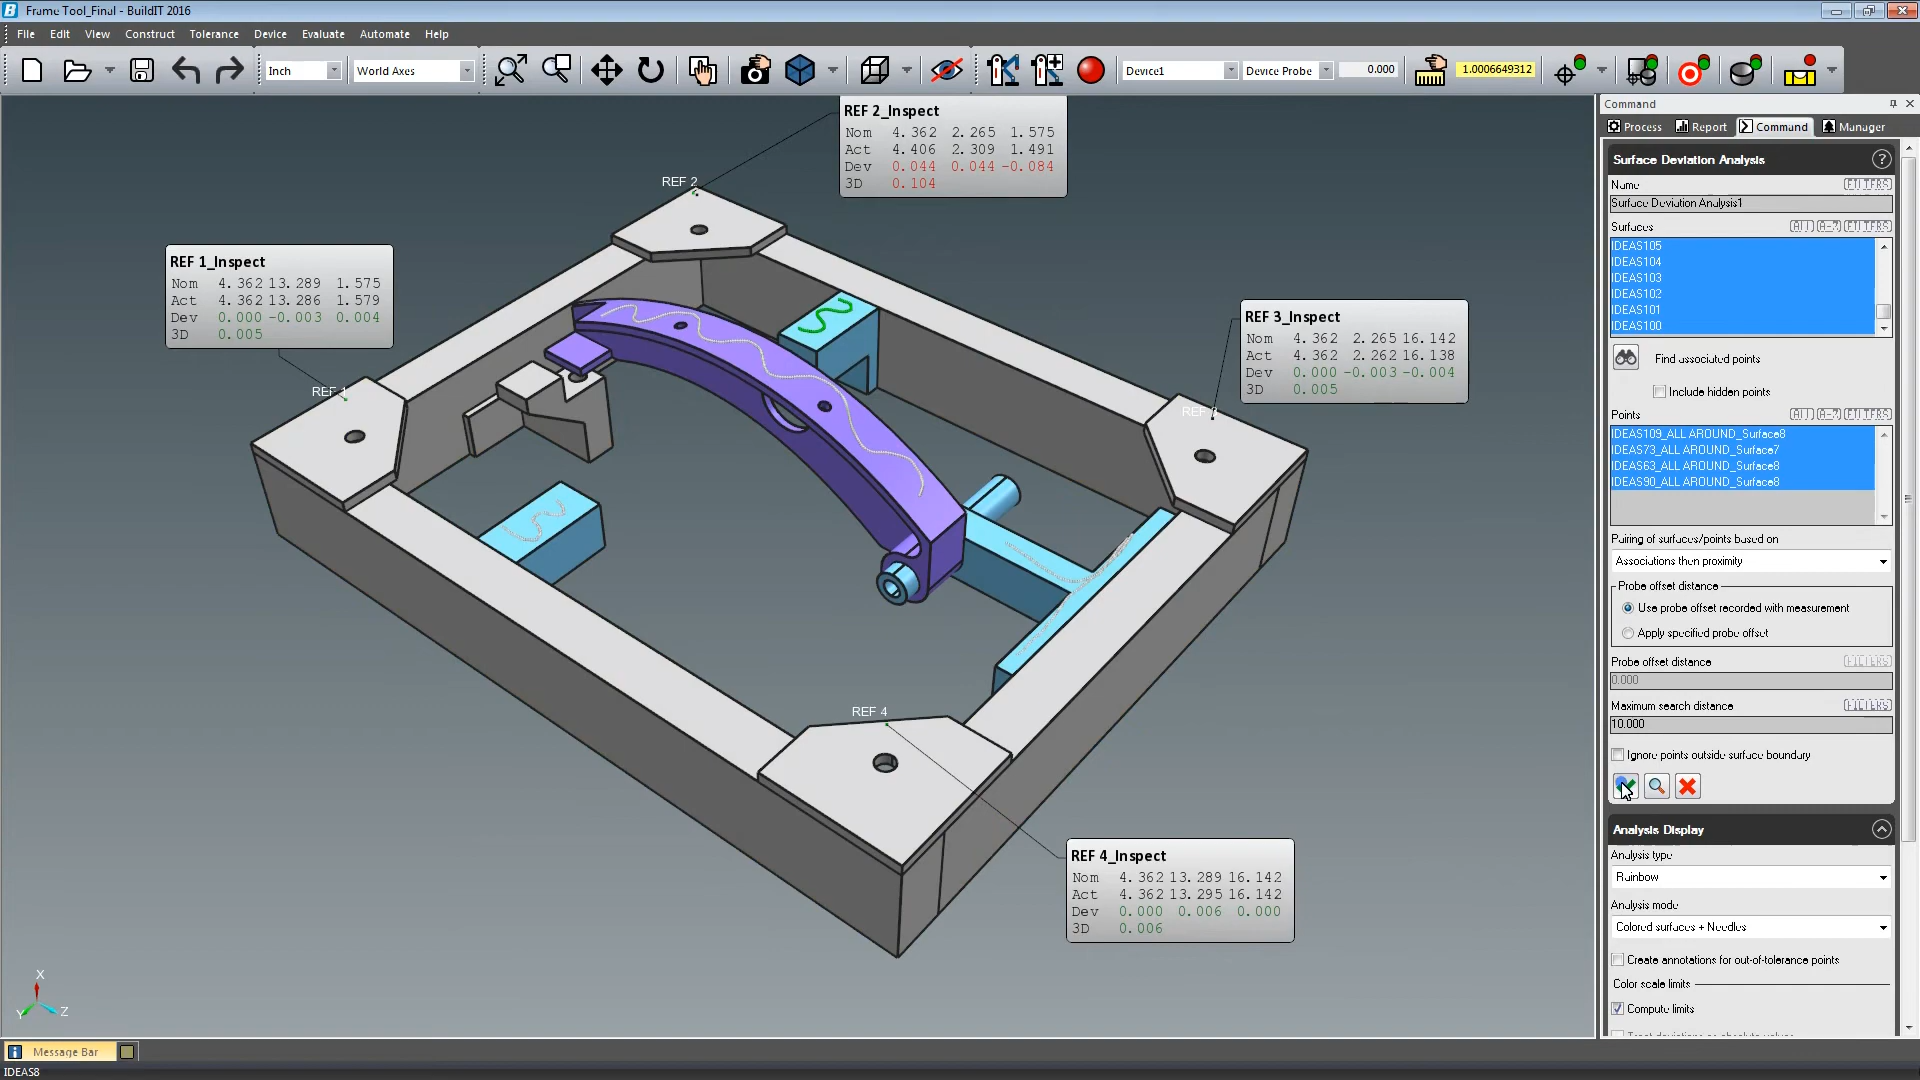 Frame Tool_Final - BuildIT 2016
File Edit View Construct Tolerance Device Evaluate Automate Help
Inch World Axes Device1 Device Probe 0.000 1.0006649312
REF 2_Inspect
Nom 4.362 2.265 1.575
Act 4.406 2.309 1.491
Dev 0.044 0.044 -0.084
3D 0.104
REF 2
REF 1_Inspect
Nom 4.362 13.289 1.575
Act 4.362 13.286 1.579
Dev 0.000 -0.003 0.004
3D 0.005
REF 1
REF 3_Inspect
Nom 4.362 2.265 16.142
Act 4.362 2.262 16.138
Dev 0.000 -0.003 -0.004
3D 0.005
REF
REF 4
REF 4_Inspect
Nom 4.362 13.289 16.142
Act 4.362 13.295 16.142
Dev 0.000 0.006 0.000
3D 0.006
X
Y
Z
Command
Process Report Command Manager
Surface Deviation Analysis ?
Name FILTERS
Surface Deviation Analysis1
Surfaces ALL A-Z FILTERS
IDEAS105
IDEAS104
IDEAS103
IDEAS102
IDEAS101
IDEAS100
Find associated points
Include hidden points
Points ALL A-Z FILTERS
IDEAS109_ALL AROUND_Surface8
IDEAS73_ALL AROUND_Surface7
IDEAS63_ALL AROUND_Surface8
IDEAS90_ALL AROUND_Surface8
Pairing of surfaces/points based on
Associations then proximity
Probe offset distance
Use probe offset recorded with measurement
Apply specified probe offset
Probe offset distance FILTERS
0.000
Maximum search distance FILTERS
10.000
Ignore points outside surface boundary
Analysis Display
Analysis type
Rainbow
Analysis mode
Colored surfaces + Needles
Create annotations for out-of-tolerance points
Color scale limits
Compute limits
Message Bar
IDEAS8